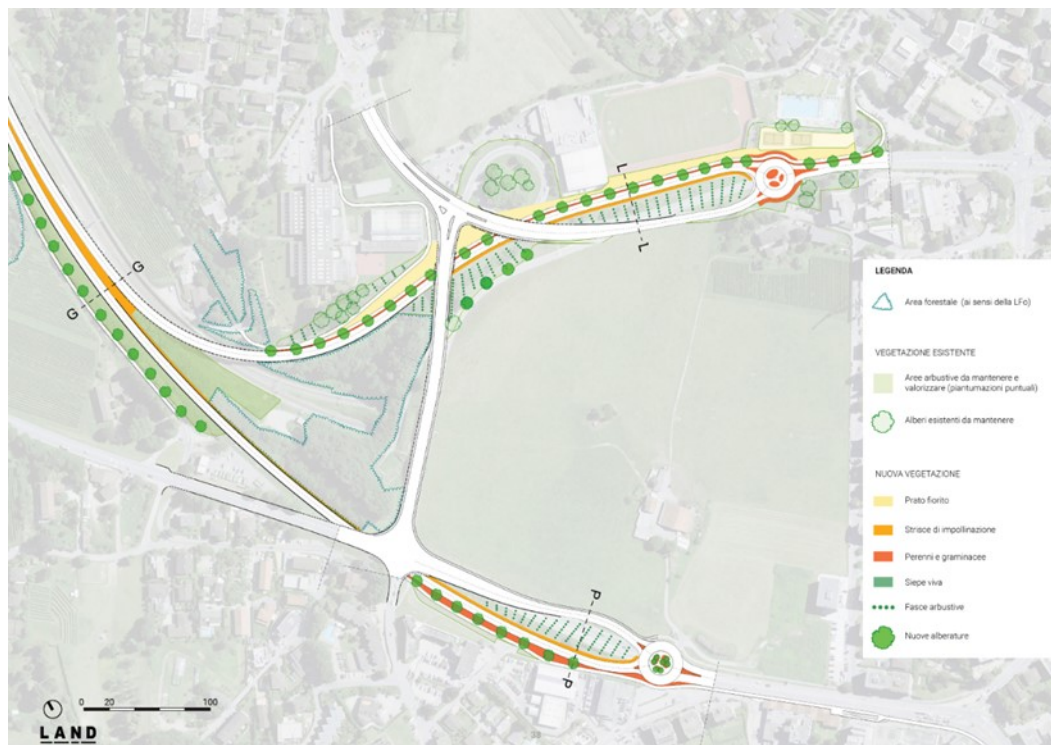 L
L
G
G
P
P
LEGENDA
Area forestale (ai sensi della LFo)
VEGETAZIONE ESISTENTE
Aree arbustive da mantenere e
valorizzare (piantumazioni puntuali)
Alberi esistenti da mantenere
NUOVA VEGETAZIONE
Prato fiorito
Strisce di impollinazione
Perenni e graminacee
Siepe viva
Fasce arbustive
Nuove alberature
0 20 100
LAND
33